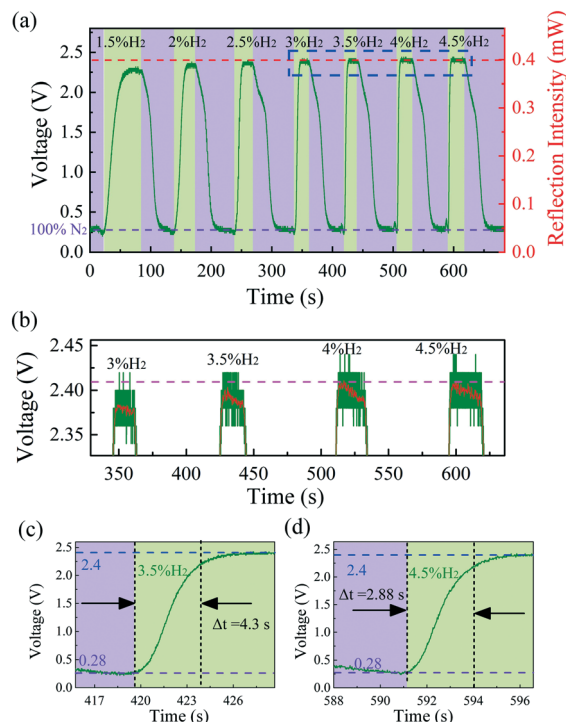 (a)
1.5%H₂ 2%H₂ 2.5%H₂ 3%H₂ 3.5%H₂ 4%H₂ 4.5%H₂
3.0
2.5
2.0
1.5
1.0
0.5
0.0
Voltage (V)
100% N₂
0.4
0.3
0.2
0.1
0.0
Reflection Intensity (mW)
0 100 200 300 400 500 600
Time (s)
(b)
3%H₂ 3.5%H₂ 4%H₂ 4.5%H₂
2.45
2.40
2.35
Voltage (V)
350 400 450 500 550 600
Time (s)
(c)
2.5
2.0
1.5
1.0
0.5
0.0
Voltage (V)
2.4
3.5%H₂
Δt =4.3 s
0.28
417 420 423 426
Time (s)
(d)
2.5
2.0
1.5
1.0
0.5
0.0
Voltage (V)
2.4
4.5%H₂
Δt =2.88 s
0.28
588 590 592 594 596
Time (s)